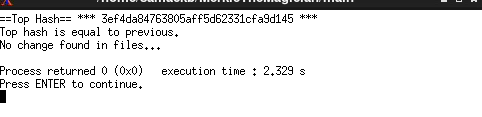 ==Top Hash== *** 3ef4da84763805aff5d62331cfa9d145 ***
Top hash is equal to previous.
No change found in files...
Process returned 0 (0x0)   execution time : 2.329 s
Press ENTER to continue.